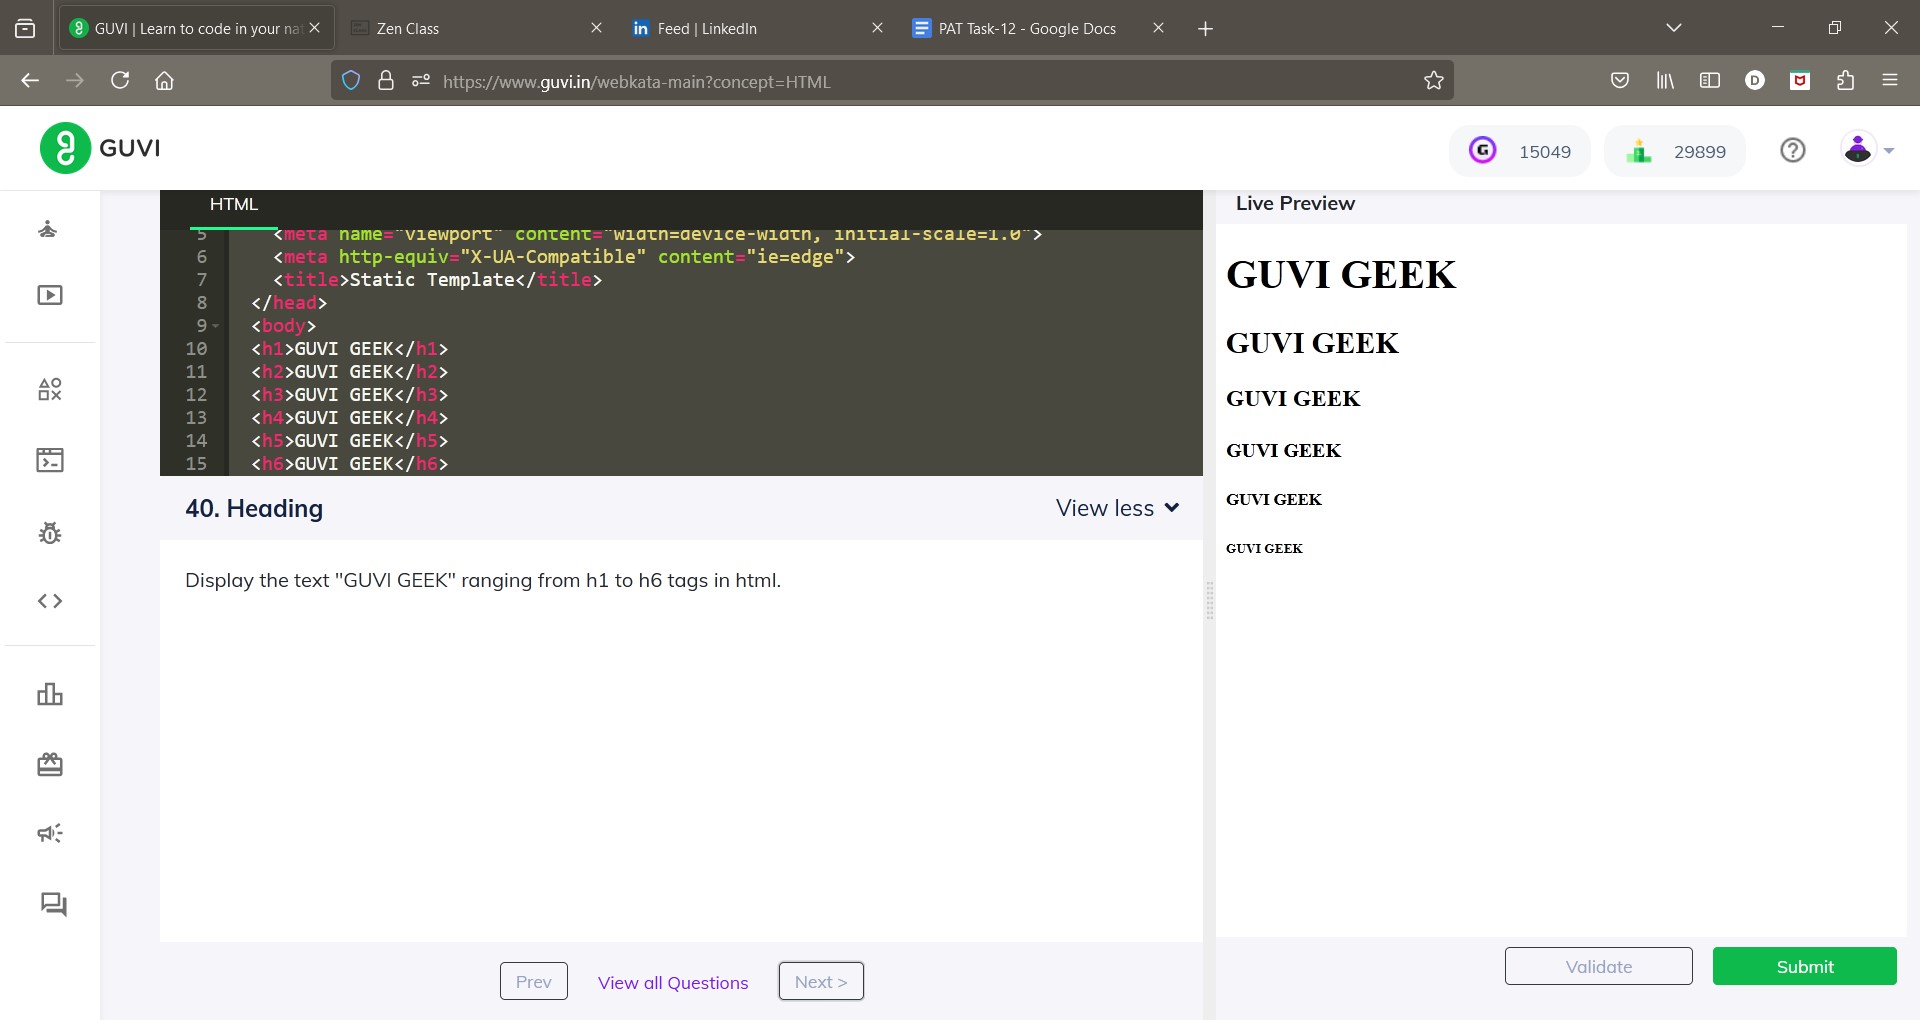 GUVI | Learn to code in your nat
Zen Class
Feed | LinkedIn
PAT Task-12 - Google Docs
https://www.guvi.in/webkata-main?concept=HTML
GUVI
15049
29899
HTML
5 <meta name="viewport" content="width=device-width, initial-scale=1.0">
6 <meta http-equiv="X-UA-Compatible" content="ie=edge">
7 <title>Static Template</title>
8 </head>
9 <body>
10 <h1>GUVI GEEK</h1>
11 <h2>GUVI GEEK</h2>
12 <h3>GUVI GEEK</h3>
13 <h4>GUVI GEEK</h4>
14 <h5>GUVI GEEK</h5>
15 <h6>GUVI GEEK</h6>
40. Heading
View less
Display the text "GUVI GEEK" ranging from h1 to h6 tags in html.
Prev
View all Questions
Next >
Live Preview
GUVI GEEK
GUVI GEEK
GUVI GEEK
GUVI GEEK
GUVI GEEK
GUVI GEEK
Validate
Submit